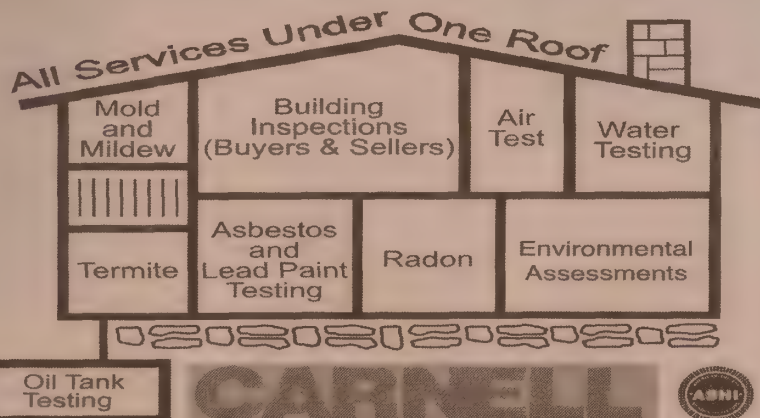 All Services Under One Roof
Mold
and
Mildew
Building
Inspections
(Buyers & Sellers)
Air
Test
Water
Testing
Termite
Asbestos
and
Lead Paint
Testing
Radon
Environmental
Assessments
Oil Tank
Testing
CARNELL
ASHI